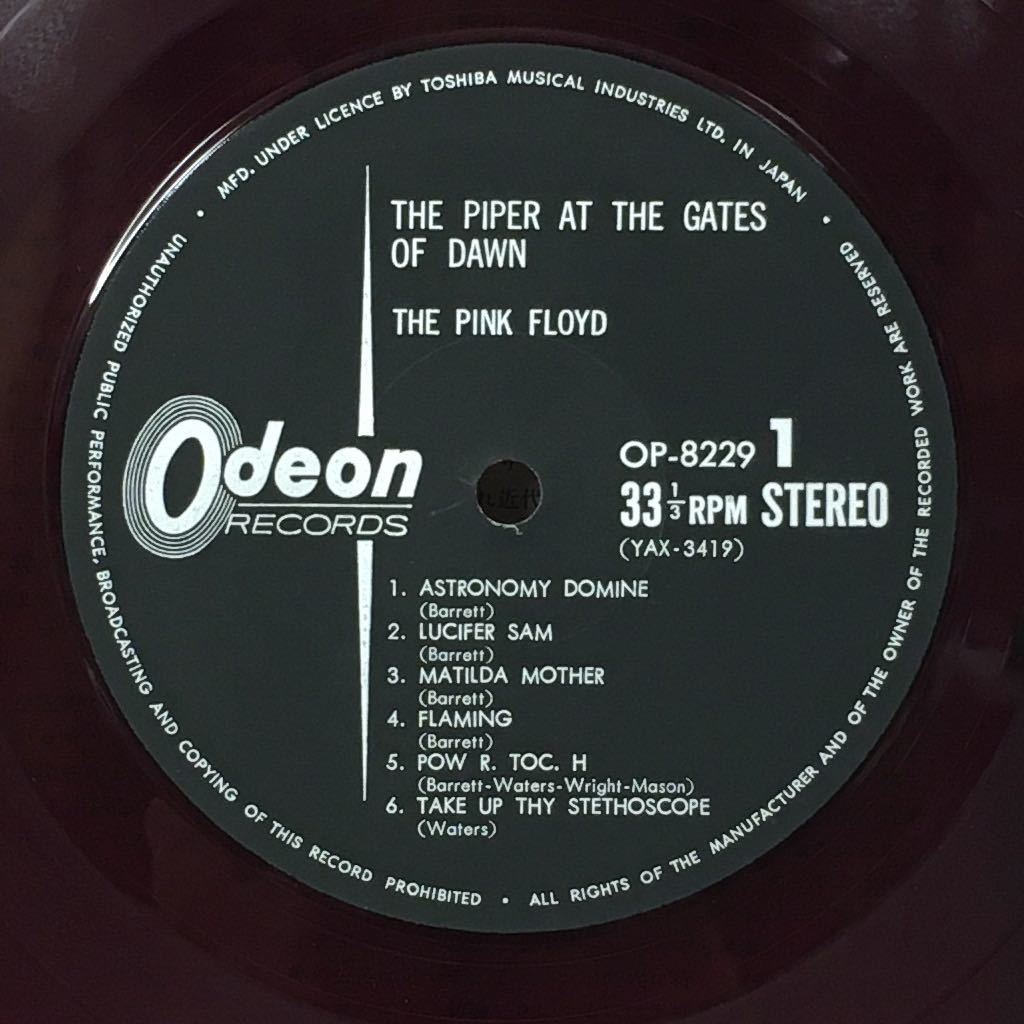 MFD. UNDER LICENCE BY TOSHIBA MUSICAL INDUSTRIES LTD. IN JAPAN
THE PIPER AT THE GATES
OF DAWN
THE PINK FLOYD
Odeon
RECORDS
OP-8229 1
33 1/3 RPM STEREO
(YAX-3419)
1. ASTRONOMY DOMINE
(Barrett)
2. LUCIFER SAM
(Barrett)
3. MATILDA MOTHER
(Barrett)
4. FLAMING
(Barrett)
5. POW R. TOC. H
(Barrett-Waters-Wright-Mason)
6. TAKE UP THY STETHOSCOPE
(Waters)
UNAUTHORIZED PUBLIC PERFORMANCE, BROADCASTING AND COPYING OF THIS RECORD PROHIBITED • ALL RIGHTS OF THE MANUFACTURER AND OF THE OWNER OF THE RECORDED WORK ARE RESERVED •
近代